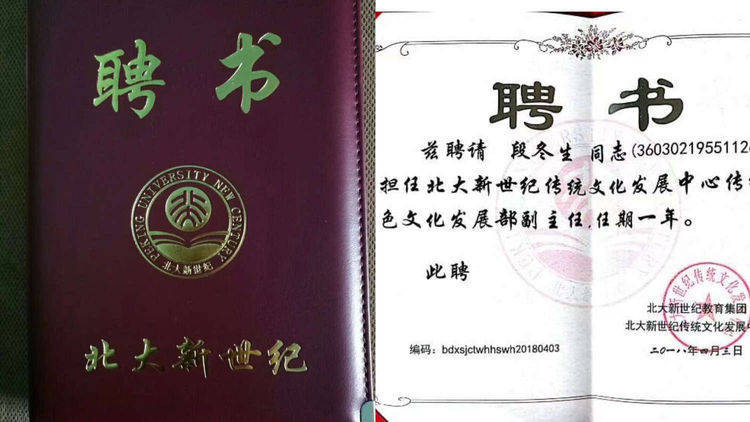 聘书
PEKING UNIVERSITY NEW CENTURY
北大新世纪
北大新世纪
聘书
兹聘请 段冬生 同志(3603021955112
担任北大新世纪传统文化发展中心传
色文化发展部副主任,任期一年。
此聘
北大新世纪教育集团
北大新世纪传统文化发展中
编码：bdxsjctwhhswh20180403
二〇一八年四月三日